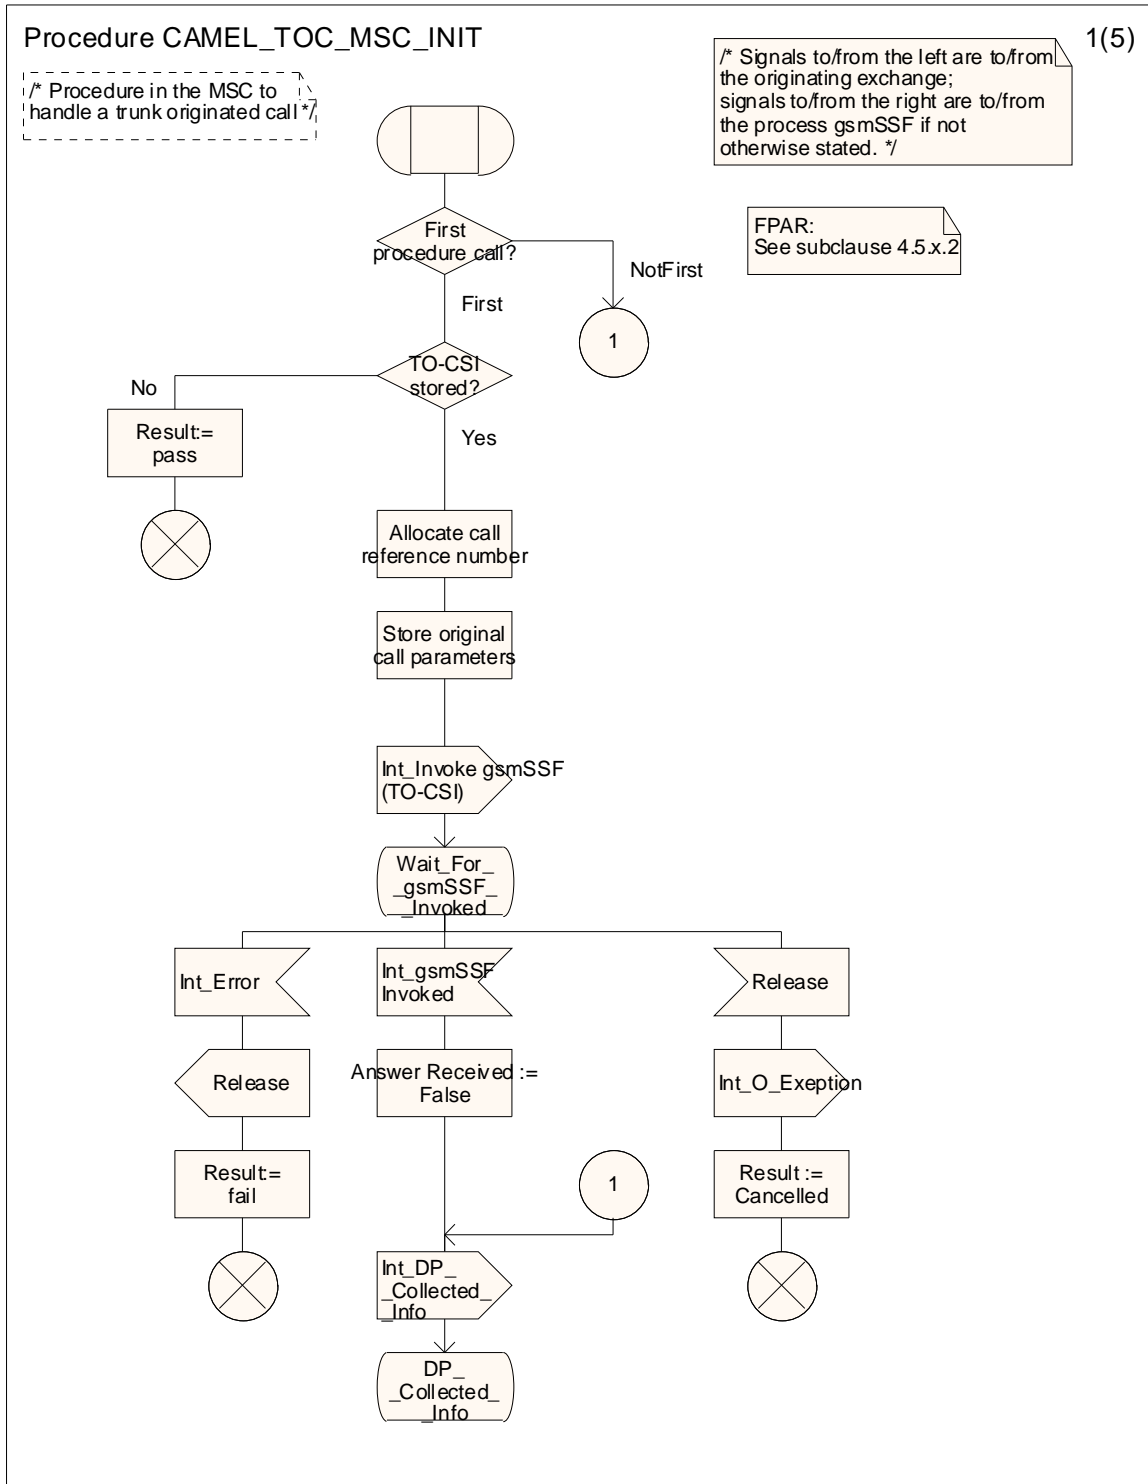 Procedure CAMEL_TOC_MSC_INIT
1(5)
/* Procedure in the MSC to
handle a trunk originated call */
/* Signals to/from the left are to/from
the originating exchange;
signals to/from the right are to/from
the process gsmSSF if not
otherwise stated. */
First
procedure call?
FPAR:
See subclause 4.5.x.2
NotFirst
First
1
TO-CSI
stored?
No
Yes
Result:=
pass
Allocate call
reference number
Store original
call parameters
Int_Invoke gsmSSF
(TO-CSI)
Wait_For_
_gsmSSF_
_Invoked
Int_Error
Int_gsmSSF
Invoked
Release
Release
Answer Received :=
False
Int_O_Exeption
Result:=
fail
1
Result :=
Cancelled
Int_DP_
_Collected_
_Info
DP_
_Collected_
_Info